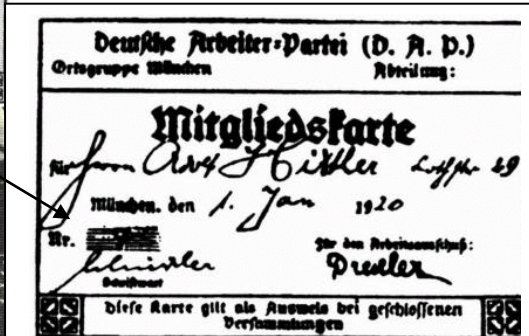 Deutsche Arbeiter-Partei (D. A. P.)
Ortsgruppe München Abteilung:
Mitgliedskarte
für Herrn Adolf Hitler Lothstr 29
München, den 1. Jan 1920
Nr.
Schriftwart Für den Arbeitsausschuß:
Drexler
Diese Karte gilt als Ausweis bei geschlossenen
Versammlungen